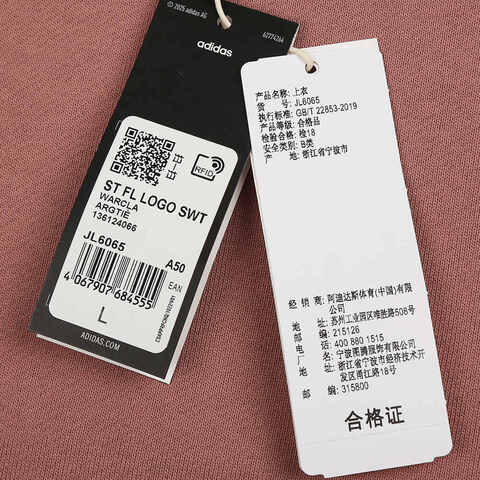 © 2025 adidas AG
adidas
RFID
ST FL LOGO SWT
WARCLA
ARGTIE
136124066
JL6065
A50
EAN
4 067907 684555
L
ADIDAS.COM
产品名称: 上衣
货 号: JL6065
执行标准: GB/T 22853-2019
产品等级: 合格品
检验合格: 检18
安全类别: B类
产 地: 浙江省宁波市
经 销 商: 阿迪达斯体育(中国)有限
公司
地 址: 苏州工业园区唯胜路508号
邮 编: 215126
电 话: 400 880 1515
厂 名: 宁波图腾服饰有限公司
地 址: 浙江省宁波市经济技术开
发区甬江路18号
邮 编: 315800
合格证